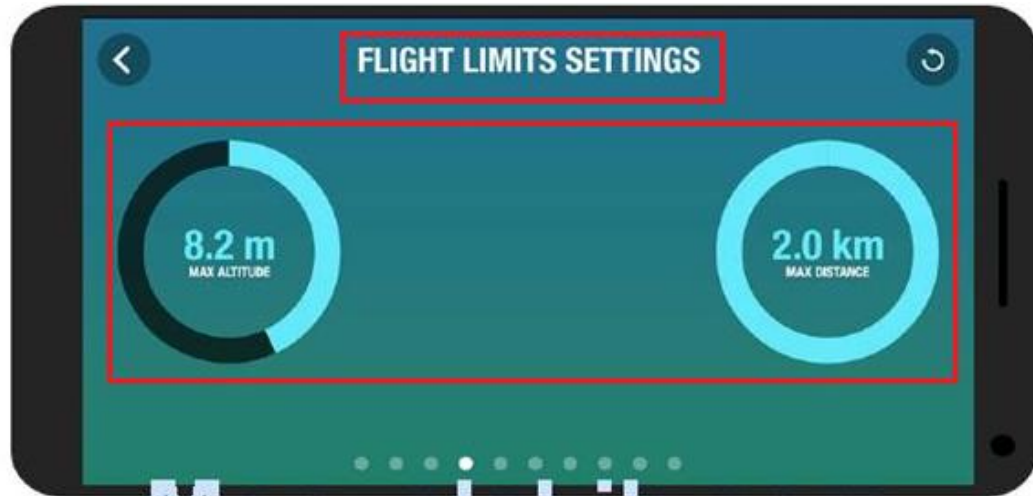 FLIGHT LIMITS SETTINGS
8.2 m
MAX ALTITUDE
2.0 km
MAX DISTANCE